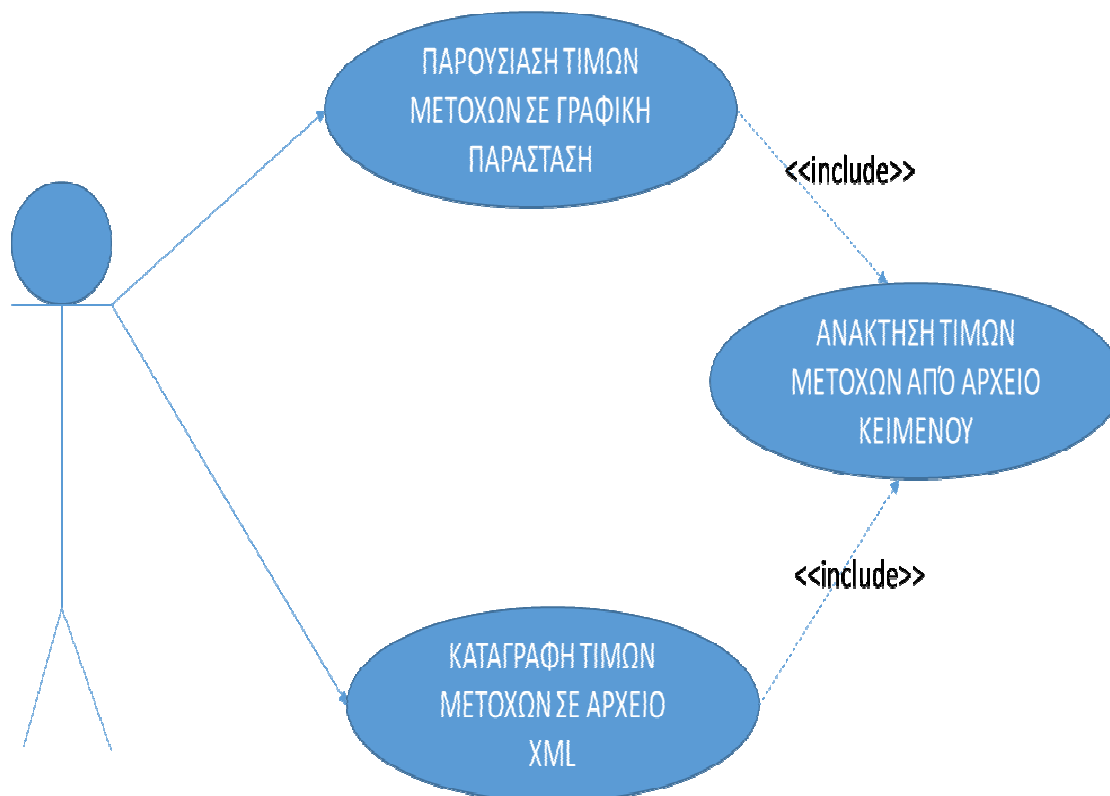 ΠΑΡΟΥΣΙΑΣΗ ΤΙΜΩΝ
ΜΕΤΟΧΩΝ ΣΕ ΓΡΑΦΙΚΗ
ΠΑΡΑΣΤΑΣΗ
<<include>>
ΑΝΑΚΤΗΣΗ ΤΙΜΩΝ
ΜΕΤΟΧΩΝ ΑΠΌ ΑΡΧΕΙΟ
ΚΕΙΜΕΝΟΥ
<<include>>
ΚΑΤΑΓΡΑΦΗ ΤΙΜΩΝ
ΜΕΤΟΧΩΝ ΣΕ ΑΡΧΕΙΟ
XML